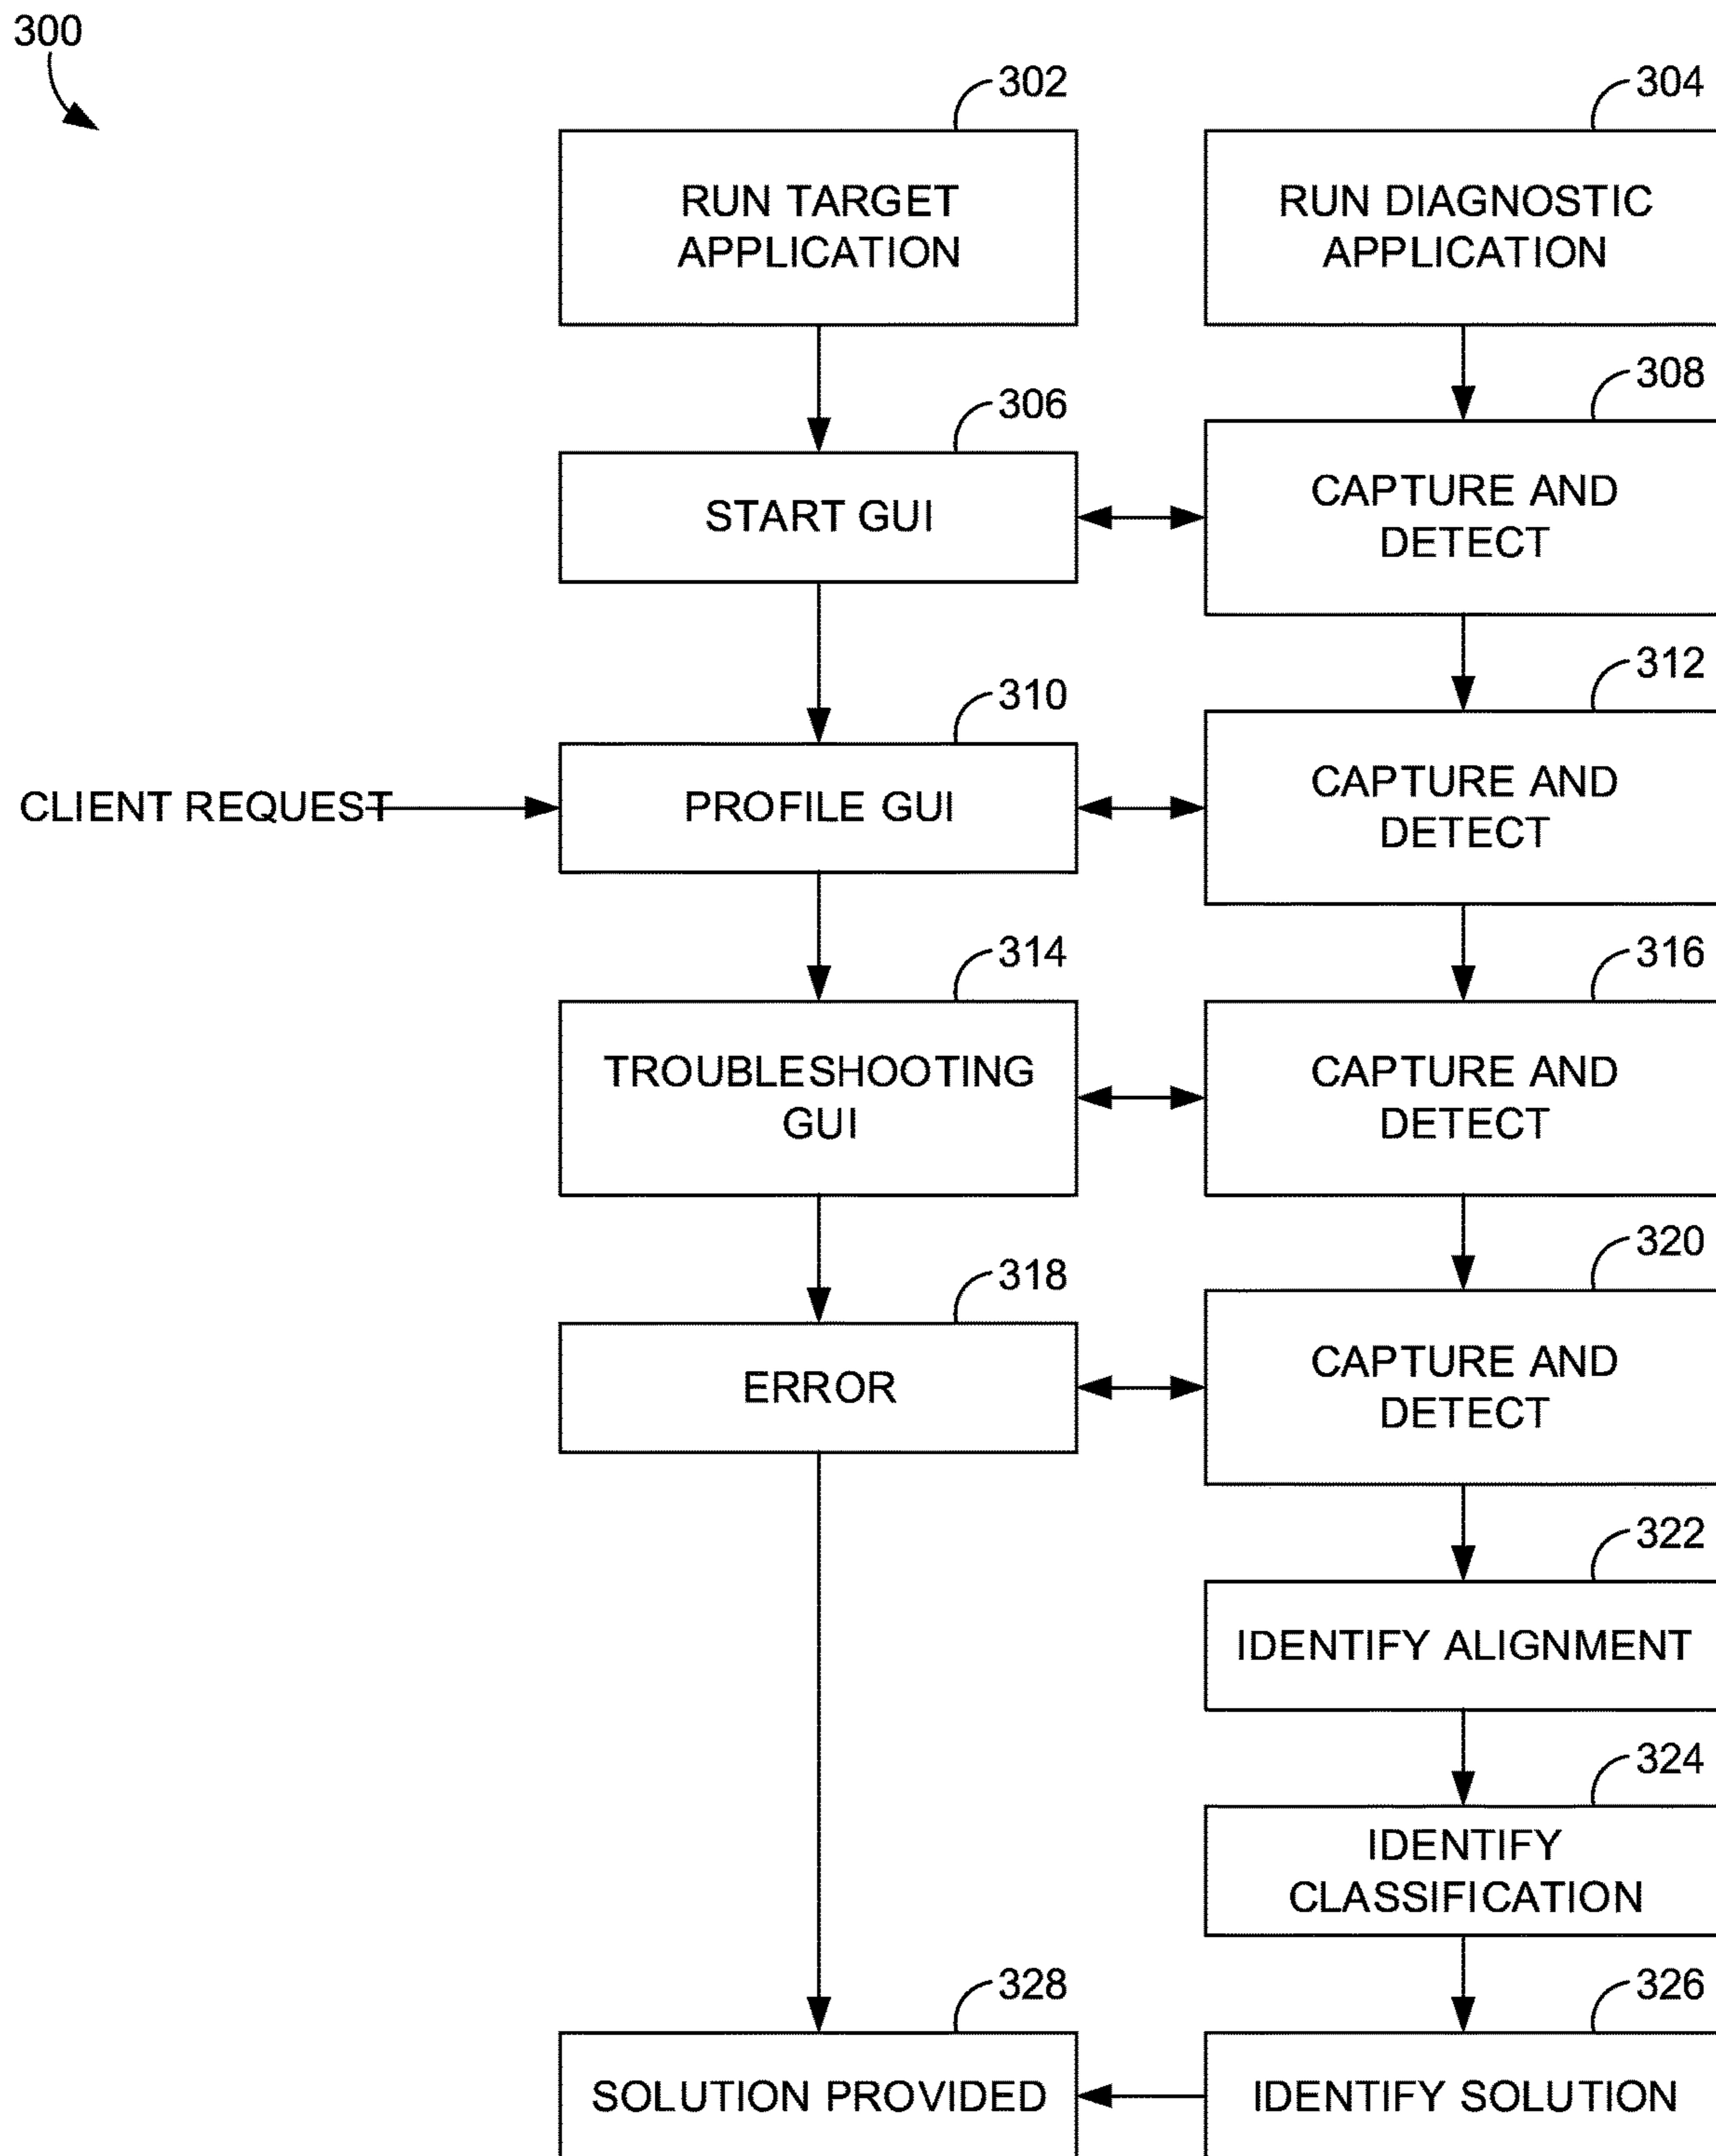 300
302
304
RUN TARGET
APPLICATION
RUN DIAGNOSTIC
APPLICATION
306
308
START GUI
CAPTURE AND
DETECT
310
312
CLIENT REQUEST
PROFILE GUI
CAPTURE AND
DETECT
314
316
TROUBLESHOOTING
GUI
CAPTURE AND
DETECT
318
320
ERROR
CAPTURE AND
DETECT
322
IDENTIFY ALIGNMENT
324
IDENTIFY
CLASSIFICATION
328
326
SOLUTION PROVIDED
IDENTIFY SOLUTION